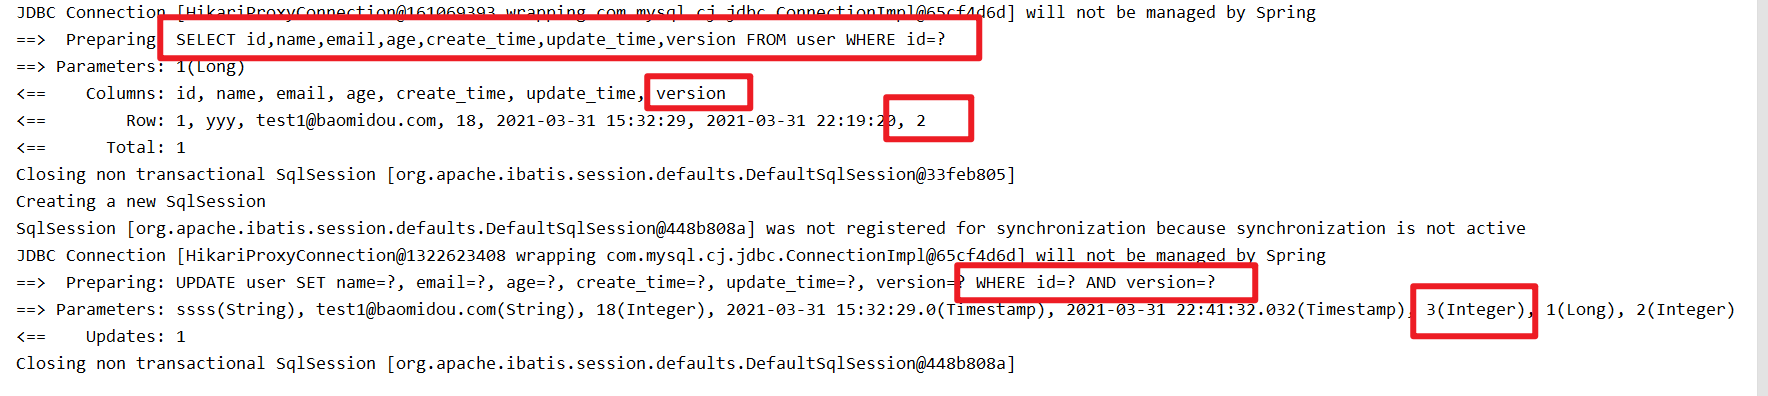 JDBC Connection [HikariProxyConnection@161069393 wrapping com.mysql.cj.jdbc.ConnectionImpl@65cf4d6d] will not be managed by Spring
==>  Preparing: SELECT id,name,email,age,create_time,update_time,version FROM user WHERE id=?
==> Parameters: 1(Long)
<==    Columns: id, name, email, age, create_time, update_time, version
<==        Row: 1, yyy, test1@baomidou.com, 18, 2021-03-31 15:32:29, 2021-03-31 22:19:20, 2
<==      Total: 1
Closing non transactional SqlSession [org.apache.ibatis.session.defaults.DefaultSqlSession@33feb805]
Creating a new SqlSession
SqlSession [org.apache.ibatis.session.defaults.DefaultSqlSession@448b808a] was not registered for synchronization because synchronization is not active
JDBC Connection [HikariProxyConnection@1322623408 wrapping com.mysql.cj.jdbc.ConnectionImpl@65cf4d6d] will not be managed by Spring
==>  Preparing: UPDATE user SET name=?, email=?, age=?, create_time=?, update_time=?, version=? WHERE id=? AND version=?
==> Parameters: ssss(String), test1@baomidou.com(String), 18(Integer), 2021-03-31 15:32:29.0(Timestamp), 2021-03-31 22:41:32.032(Timestamp), 3(Integer), 1(Long), 2(Integer)
<==    Updates: 1
Closing non transactional SqlSession [org.apache.ibatis.session.defaults.DefaultSqlSession@448b808a]